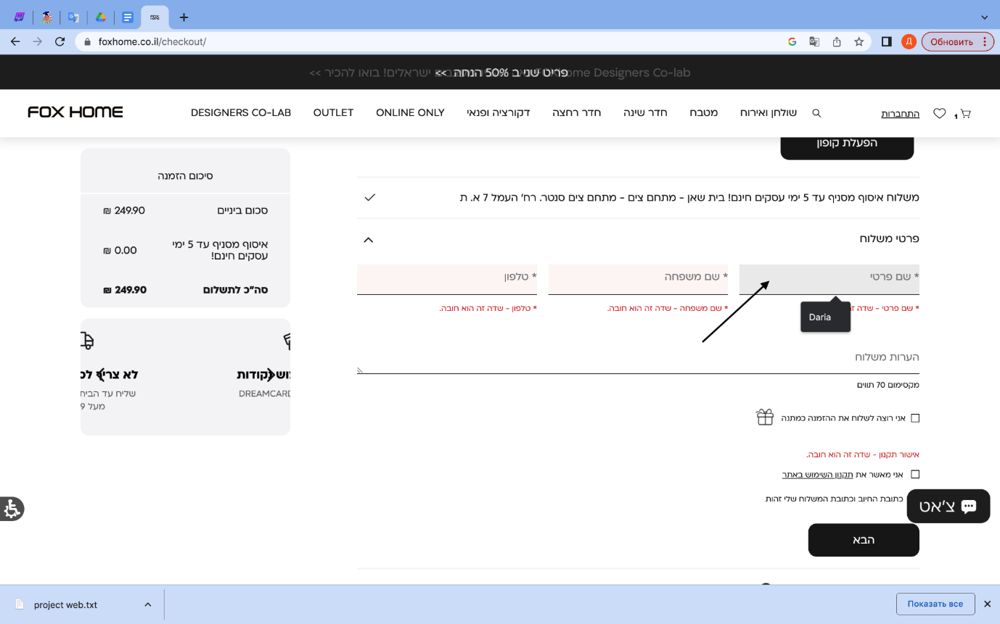 foxhome.co.il/checkout/
Обновить
Д
פריט שני ב 50% הנחה >>
FOXHome Designers Co-lab ישראלים! בואו להכיר >>
FOX HOME
DESIGNERS CO-LAB
OUTLET
ONLINE ONLY
דקורציה ופנאי
חדר רחצה
חדר שינה
מטבח
שולחן ואירוח
התחברות
1
הפעלת קופון
משלוח איסוף מסניף עד 5 ימי עסקים חינם! בית שאן - מתחם צים - מתחם צים סנטר. רח' העמל 7 א. ת
פרטי משלוח
* שם פרטי
* שם משפחה
* טלפון
* שם פרטי - שדה ז
* שם משפחה - שדה זה הוא חובה.
* טלפון - שדה זה הוא חובה.
Daria
הערות משלוח
מקסימום 70 תווים
אני רוצה לשלוח את ההזמנה כמתנה
אישור תקנון - שדה זה הוא חובה.
אני מאשר את תקנון השימוש באתר
כתובת החיוב וכתובת המשלוח שלי זהות
הבא
צ'אט
סיכום הזמנה
סכום ביניים
249.90 ₪
איסוף מסניף עד 5 ימי
עסקים חינם!
0.00 ₪
סה"כ לתשלום
249.90 ₪
וש נקודות
DREAMCARD
לא צריך לס
שליח עד הבית
מעל 9
project web.txt
Показать все